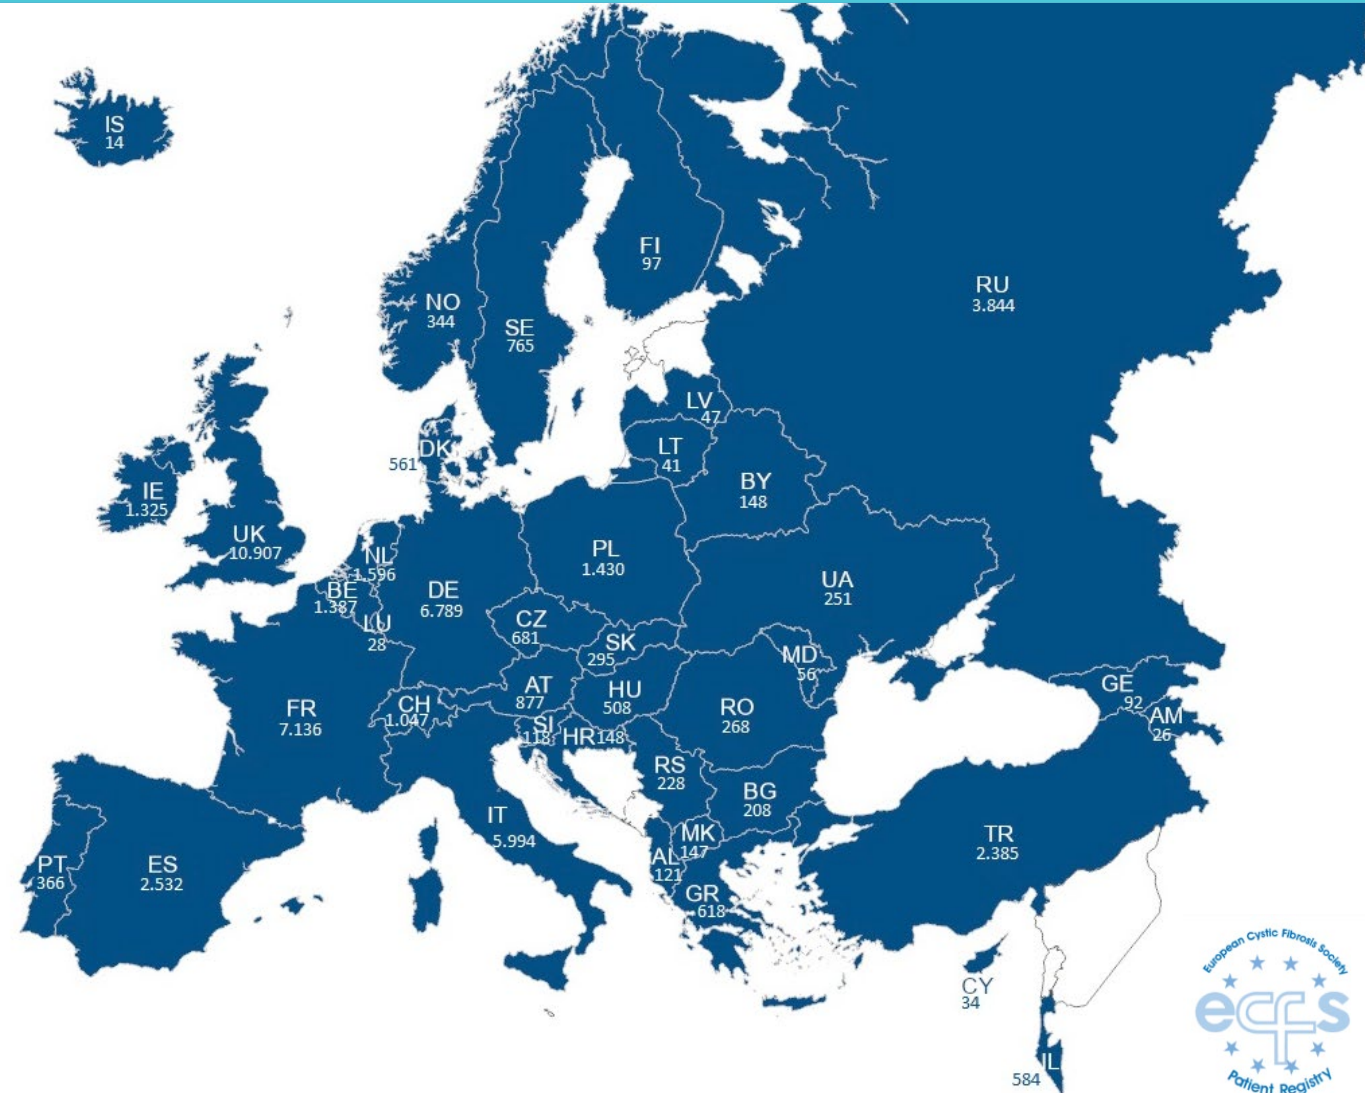 IS
14
FI
97
RU
3.844
NO
344
SE
765
LV
47
DK
561
LT
41
BY
148
IE
1.325
UK
10.907
NL
1.596
BE
1.387
LU
28
DE
6.789
PL
1.430
UA
251
CZ
681
SK
295
MD
56
AT
877
HU
508
RO
268
GE
92
AM
26
FR
7.136
CH
1.047
SI
HR 148
RS
228
BG
208
IT
5.994
MK
147
AL
121
GR
618
TR
2.385
PT
366
ES
2.532
CY
34
IL
584
European Cystic Fibrosis Society
ecfs
Patient Registry